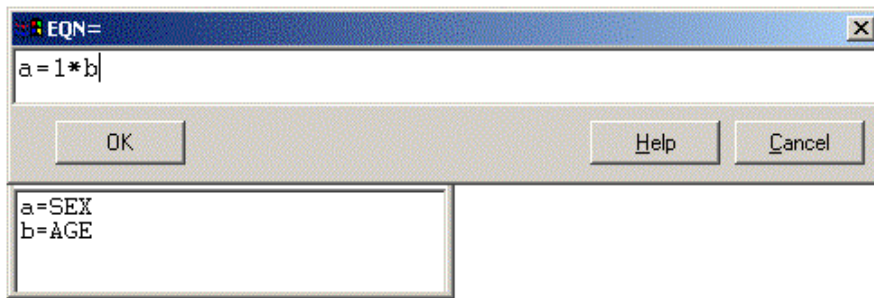 EQN=
a=1*b
OK
Help
Cancel
a=SEX
b=AGE